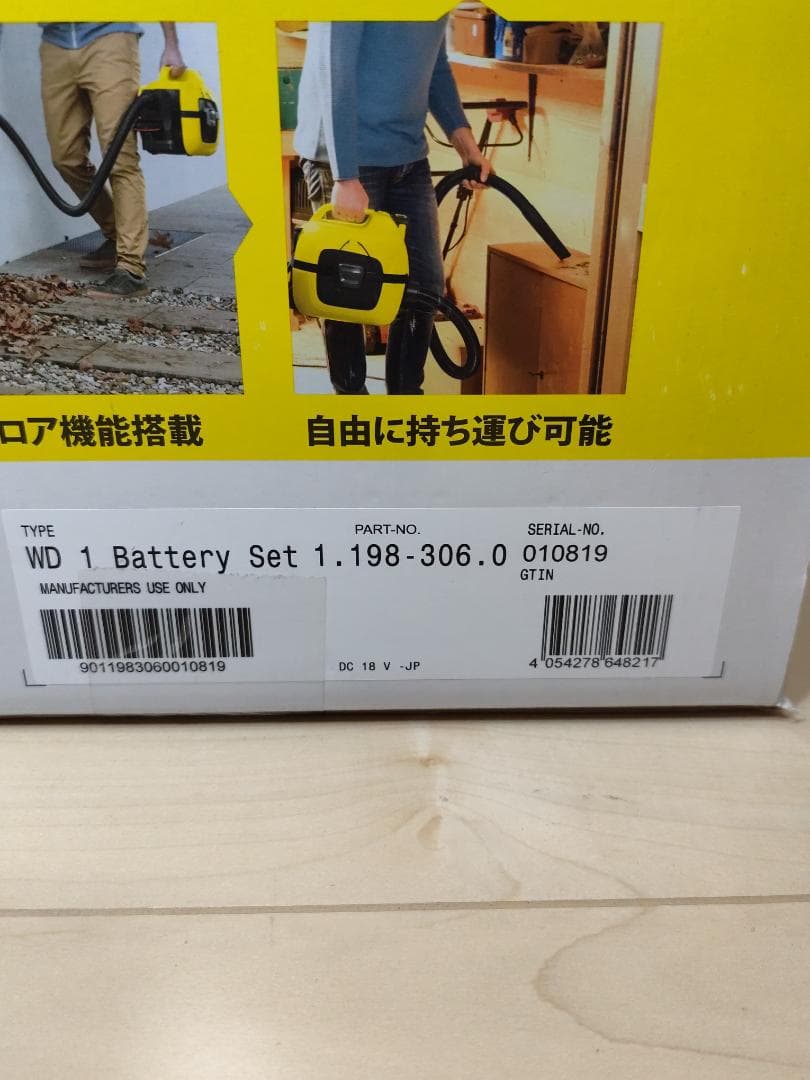 ロア機能搭載
自由に持ち運び可能
TYPE
PART-NO.
SERIAL-NO.
WD 1 Battery Set 1.198-306.0 010819
MANUFACTURERS USE ONLY
GTIN
9011983060010819
DC 18 V -JP
4 054278 648217